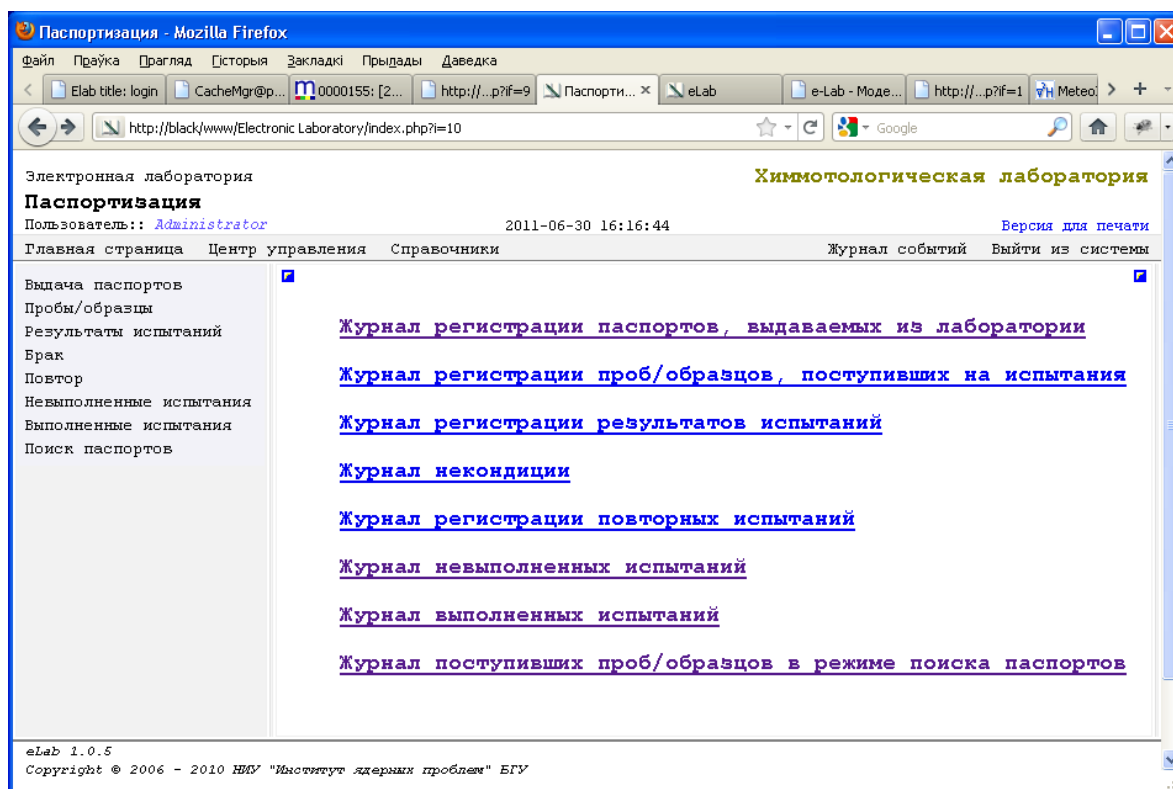 Паспортизация - Mozilla Firefox
Файл Праўка Прагляд Гісторыя Закладкі Прылады Даведка
Elab title: login CacheMgr@p... 0000155: [2... http://...p?if=9 Паспорти... eLab e-Lab - Моде... http://...p?if=1 Meteo
http://black/www/Electronic Laboratory/index.php?i=10 Google
Электронная лаборатория Химмотологическая лаборатория
Паспортизация
Пользователь:: Administrator 2011-06-30 16:16:44 Версия для печати
Главная страница Центр управления Справочники Журнал событий Выйти из системы
Выдача паспортов
Пробы/образцы
Результаты испытаний
Брак
Повтор
Невыполненные испытания
Выполненные испытания
Поиск паспортов
Журнал регистрации паспортов, выдаваемых из лаборатории
Журнал регистрации проб/образцов, поступивших на испытания
Журнал регистрации результатов испытаний
Журнал некондиции
Журнал регистрации повторных испытаний
Журнал невыполненных испытаний
Журнал выполненных испытаний
Журнал поступивших проб/образцов в режиме поиска паспортов
eLab 1.0.5
Copyright © 2006 - 2010 НИУ "Институт ядерных проблем" БГУ